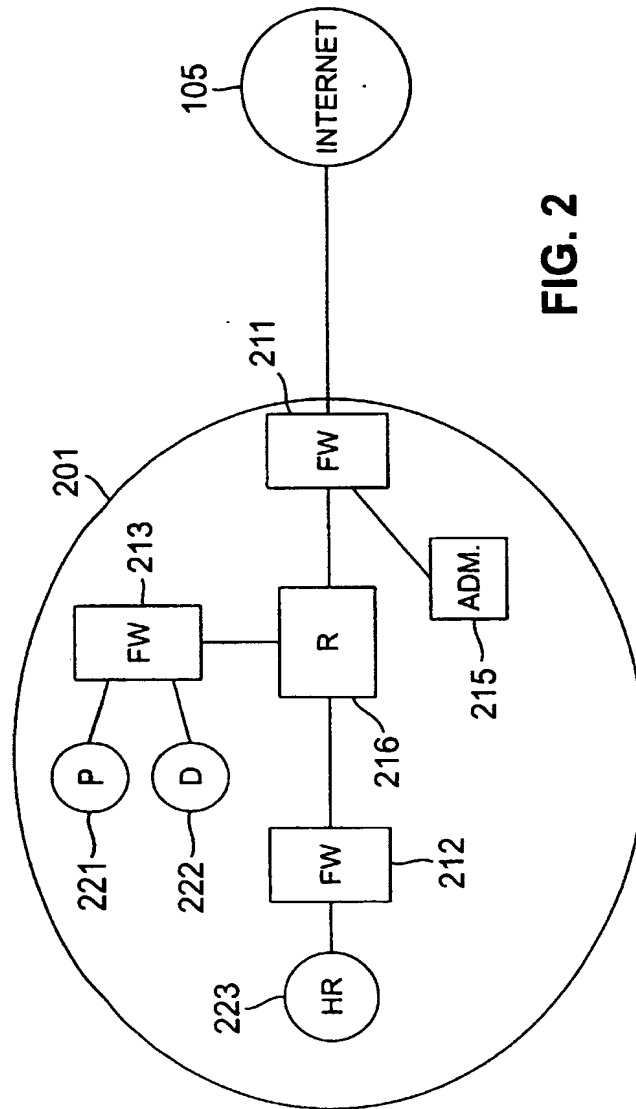 201
213
FW
221
P
222
D
211
FW
105
INTERNET
R
216
223
HR
FW
212
ADM.
215
FIG. 2